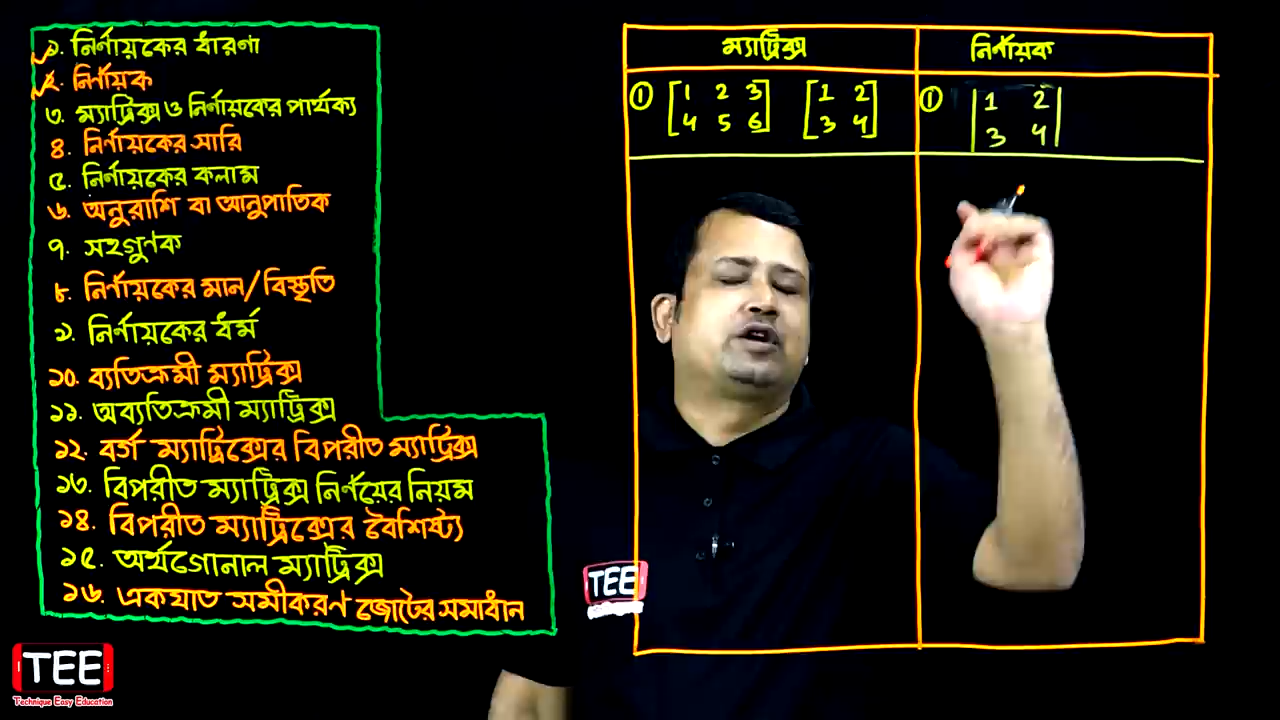 ১. নির্ণায়কের ধারণা
২. নির্ণায়ক
৩. ম্যাট্রিক্স ও নির্ণায়কের পার্থক্য
৪. নির্ণায়কের সারি
৫. নির্ণায়কের কলাম
৬. অনুরাশি বা আনুপাতিক
৭. সহগুণক
৮. নির্ণায়কের মান/বিস্তৃতি
৯. নির্ণায়কের ধর্ম
১০. ব্যতিক্রমী ম্যাট্রিক্স
১১. অব্যতিক্রমী ম্যাট্রিক্স
১২. বর্গ ম্যাট্রিক্সের বিপরীত ম্যাট্রিক্স
১৩. বিপরীত ম্যাট্রিক্স নির্ণয়ের নিয়ম
১৪. বিপরীত ম্যাট্রিক্সের বৈশিষ্ট্য
১৫. অর্থগোনাল ম্যাট্রিক্স
১৬. একঘাত সমীকরণ জোটের সমাধান
ম্যাট্রিক্স নির্ণায়ক
① [1 2 3] [1 2] ① |1 2|
[4 5 6] [3 4] |3 4|
TEE
TEE
Technique Easy Education